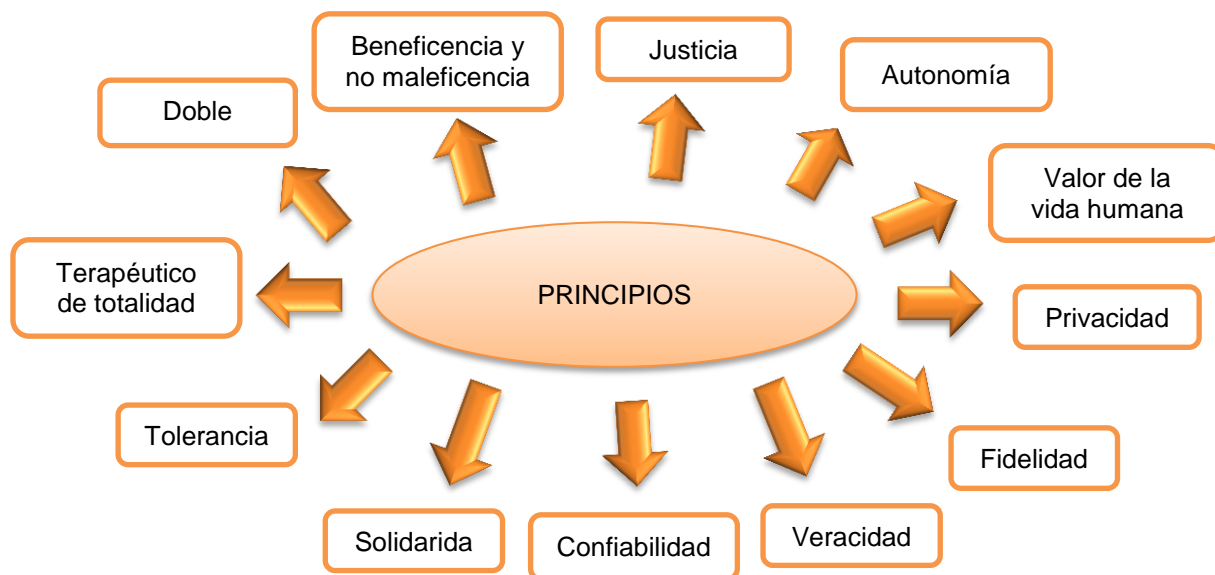 Beneficencia y
no maleficencia
Justicia
Autonomía
Doble
Valor de la
vida humana
Terapéutico
de totalidad
PRINCIPIOS
Privacidad
Tolerancia
Fidelidad
Solidarida
Confiabilidad
Veracidad